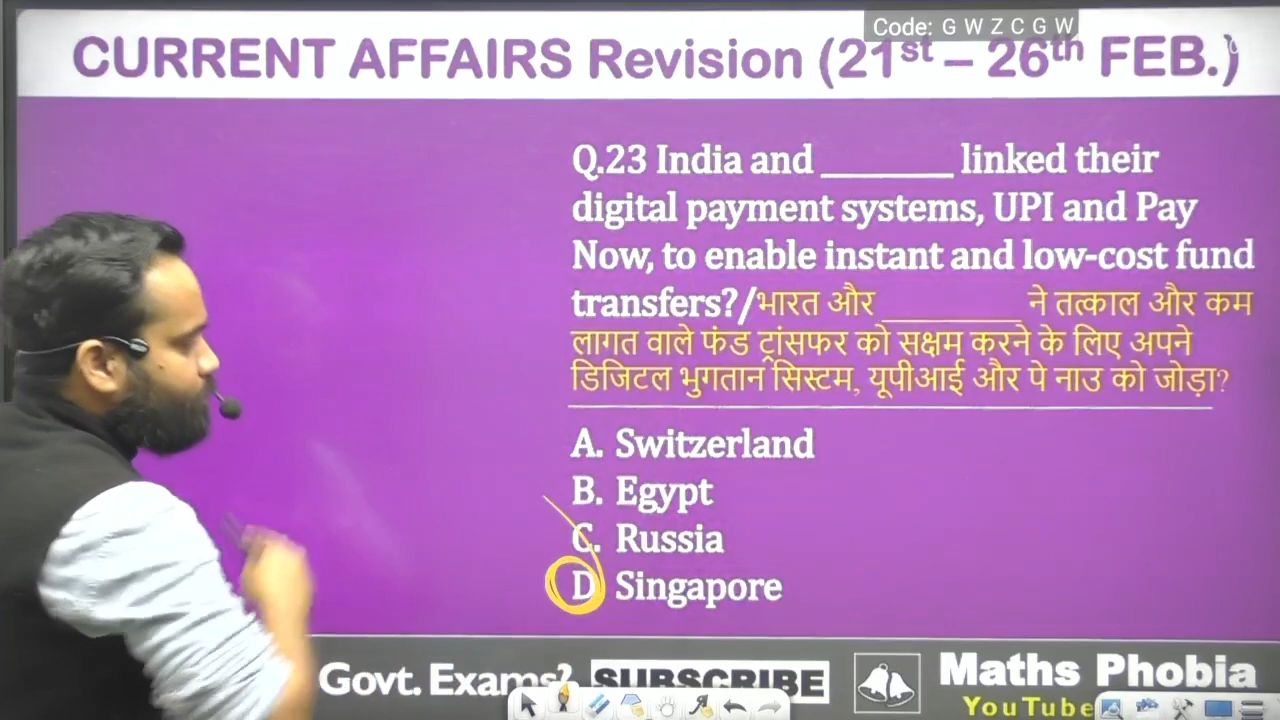 Code: G W Z C G W
CURRENT AFFAIRS Revision (21st – 26th FEB.)
Q.23 India and ________ linked their
digital payment systems, UPI and Pay
Now, to enable instant and low-cost fund
transfers?/भारत और __________ ने तत्काल और कम
लागत वाले फंड ट्रांसफर को सक्षम करने के लिए अपने
डिजिटल भुगतान सिस्टम, यूपीआई और पे नाउ को जोड़ा?
A. Switzerland
B. Egypt
C. Russia
D Singapore
Govt. Exams? SUBSCRIBE
Maths Phobia
YouTube